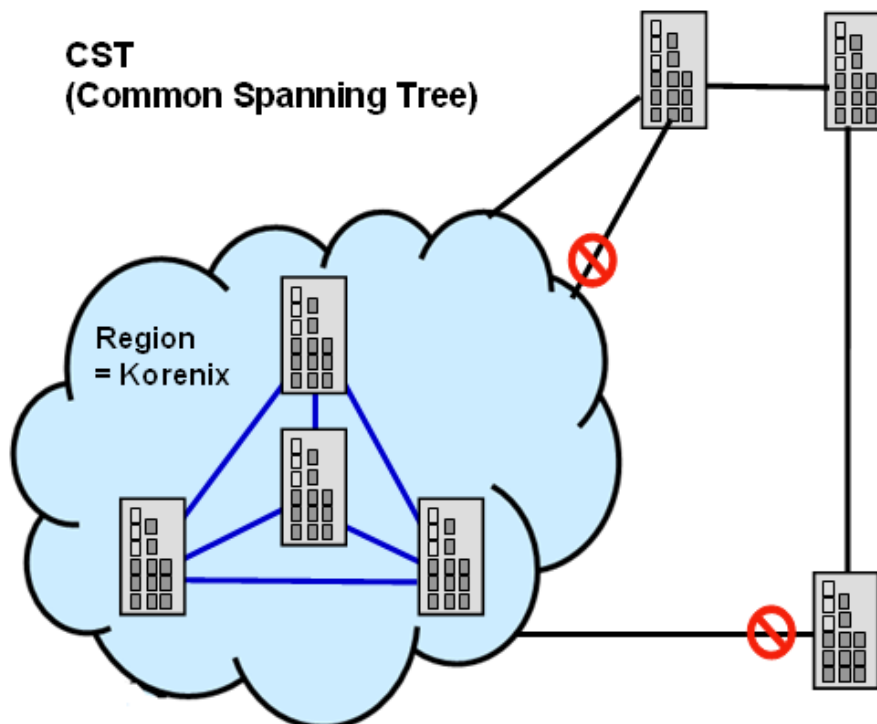 CST
(Common Spanning Tree)
Region
= Korenix